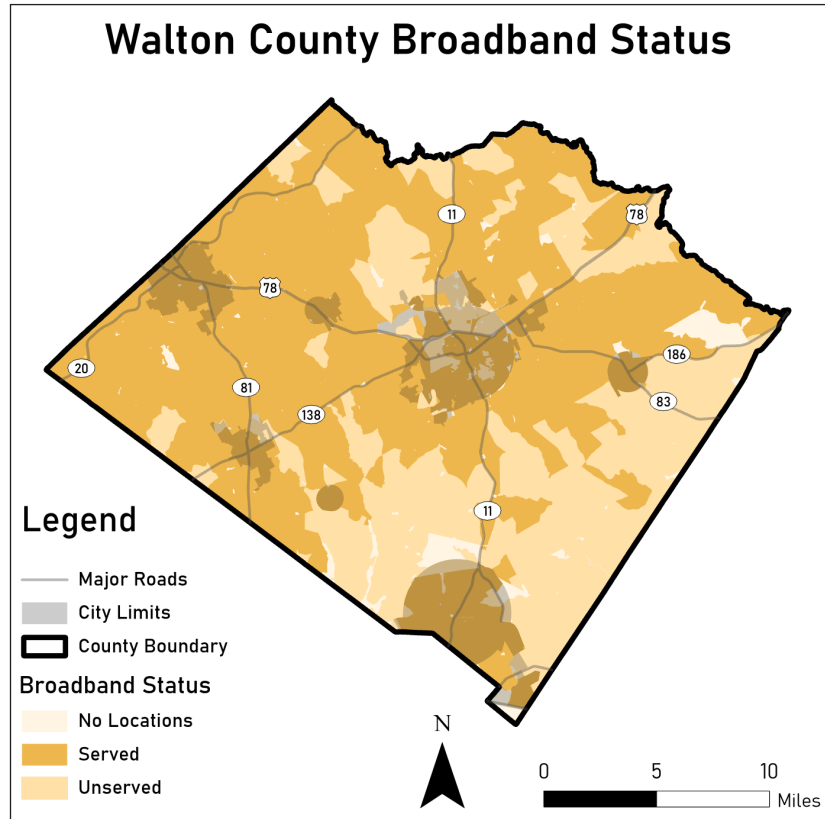 Walton County Broadband Status
11
78
78
20
81
138
186
83
11
Legend
Major Roads
City Limits
County Boundary
Broadband Status
No Locations
Served
Unserved
N
0 5 10
Miles